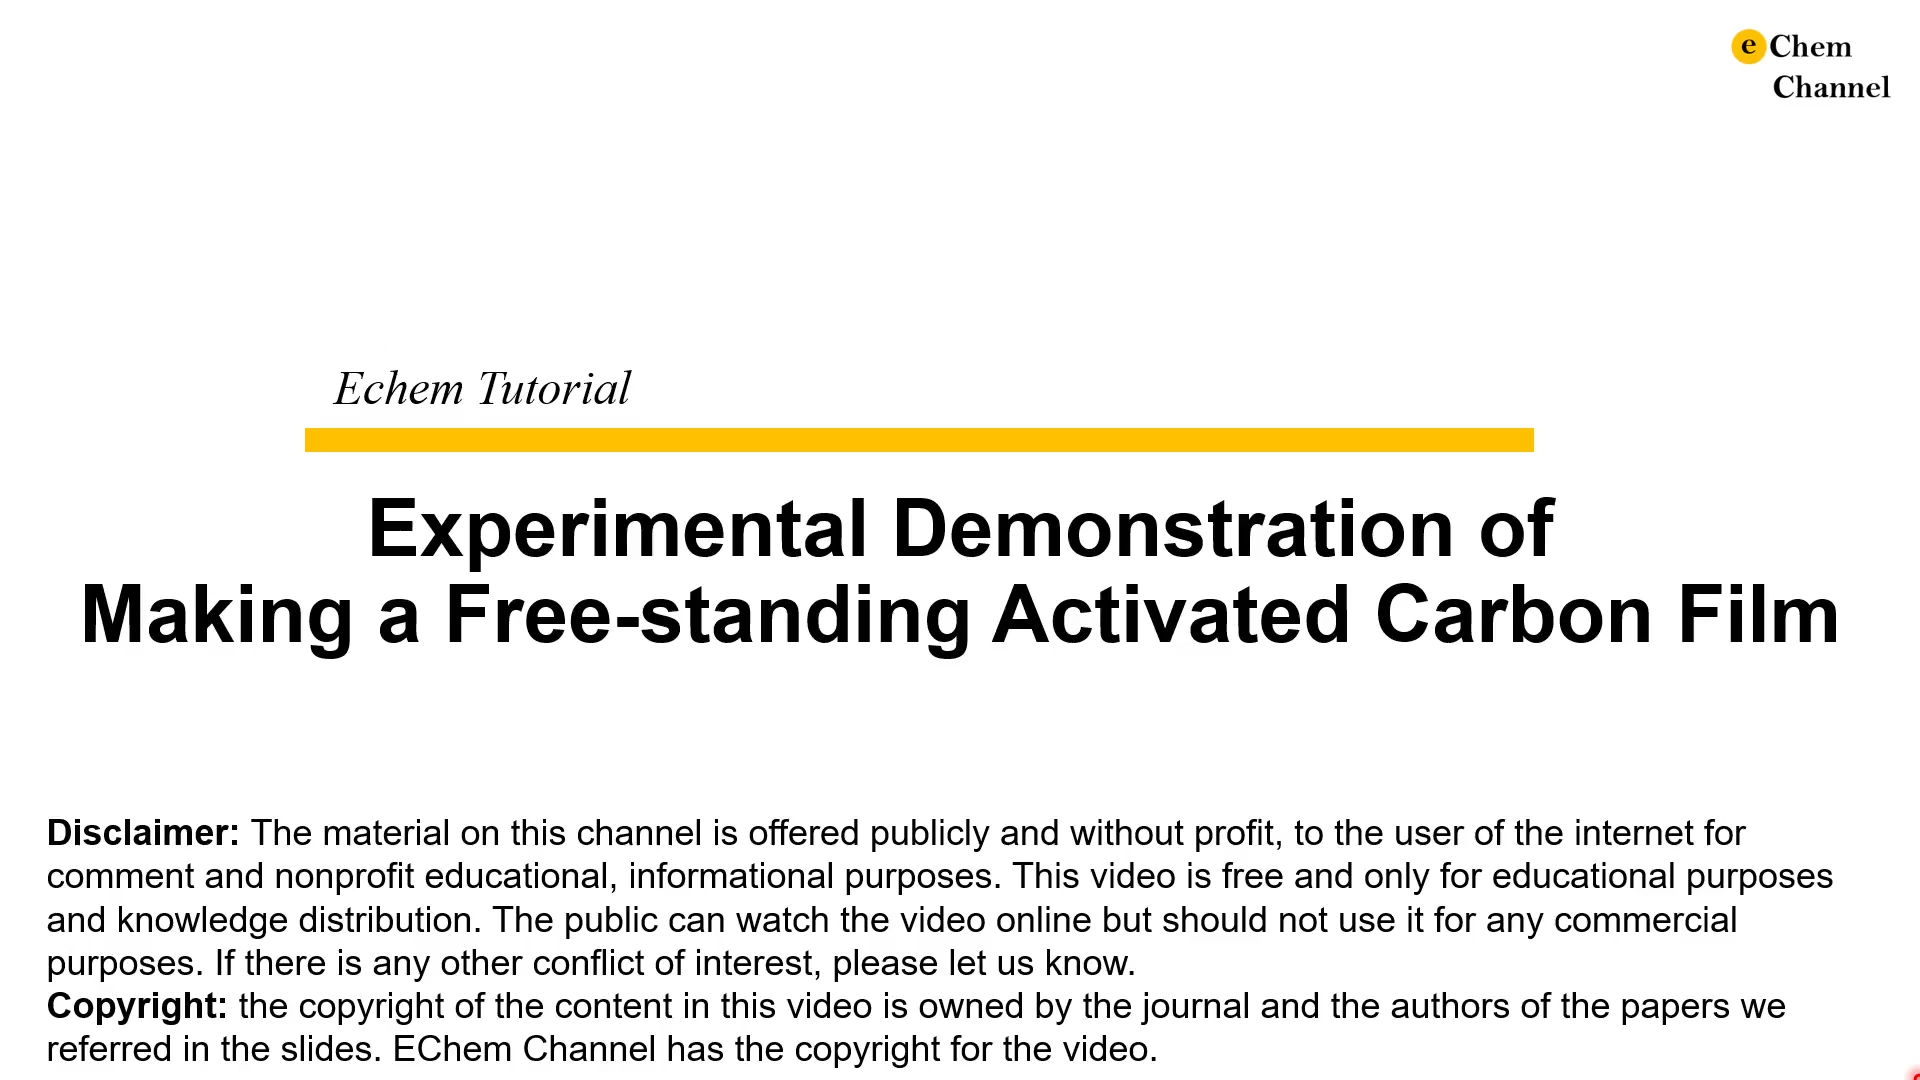 e Chem
Channel
Echem Tutorial
Experimental Demonstration of
Making a Free-standing Activated Carbon Film
Disclaimer: The material on this channel is offered publicly and without profit, to the user of the internet for
comment and nonprofit educational, informational purposes. This video is free and only for educational purposes
and knowledge distribution. The public can watch the video online but should not use it for any commercial
purposes. If there is any other conflict of interest, please let us know.
Copyright: the copyright of the content in this video is owned by the journal and the authors of the papers we
referred in the slides. EChem Channel has the copyright for the video.